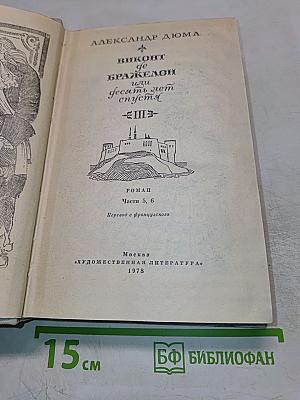 АЛЕКСАНДР ДЮМА
ВИКОНТ
де
БРАЖЕЛОН
или
десять лет
спустя
III
РОМАН
Части 5, 6
Перевод с французского
Москва
«ХУДОЖЕСТВЕННАЯ ЛИТЕРАТУРА»
1978
15 см
БФ БИБЛИОФАН